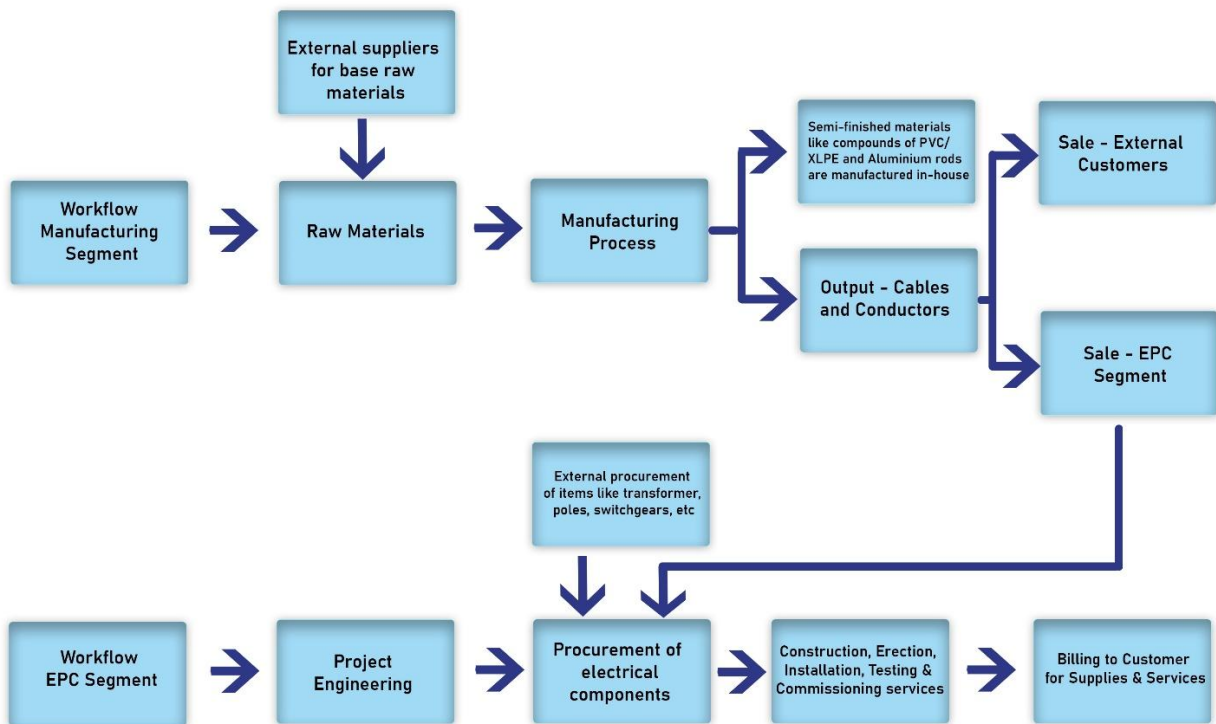 External suppliers
for base raw
materials
Semi-finished materials
like compounds of PVC/
XLPE and Aluminium rods
are manufactured in-house
Sale - External
Customers
Workflow
Manufacturing
Segment
Raw Materials
Manufacturing
Process
Output - Cables
and Conductors
Sale - EPC
Segment
External procurement
of items like transformer,
poles, switchgears, etc
Workflow
EPC Segment
Project
Engineering
Procurement of
electrical
components
Construction, Erection,
Installation, Testing &
Commissioning services
Billing to Customer
for Supplies & Services